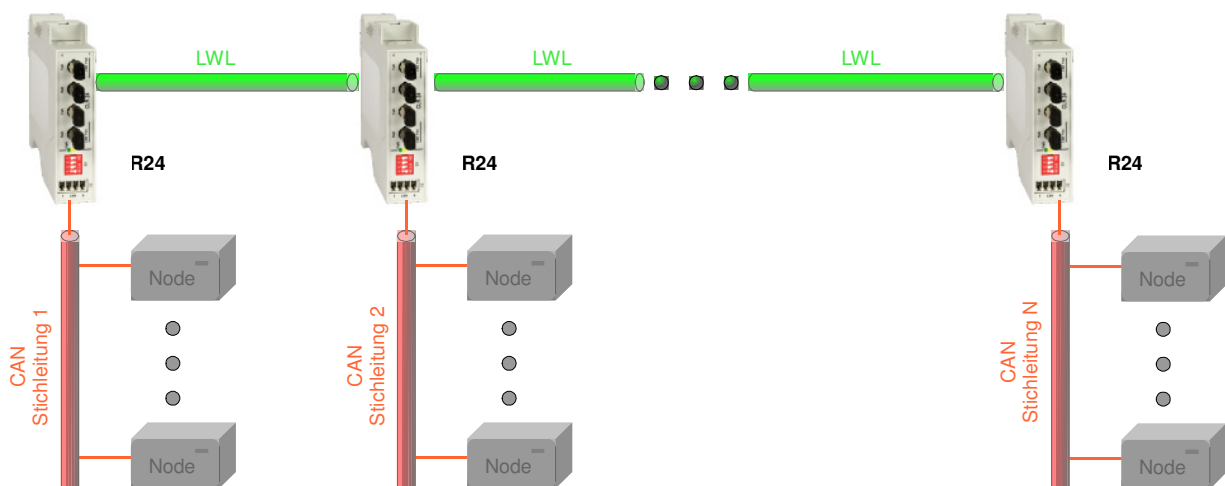 LWL
LWL
LWL
R24
R24
R24
Node
Node
Node
CAN
Stichleitung 1
CAN
Stichleitung 2
CAN
Stichleitung N
Node
Node
Node